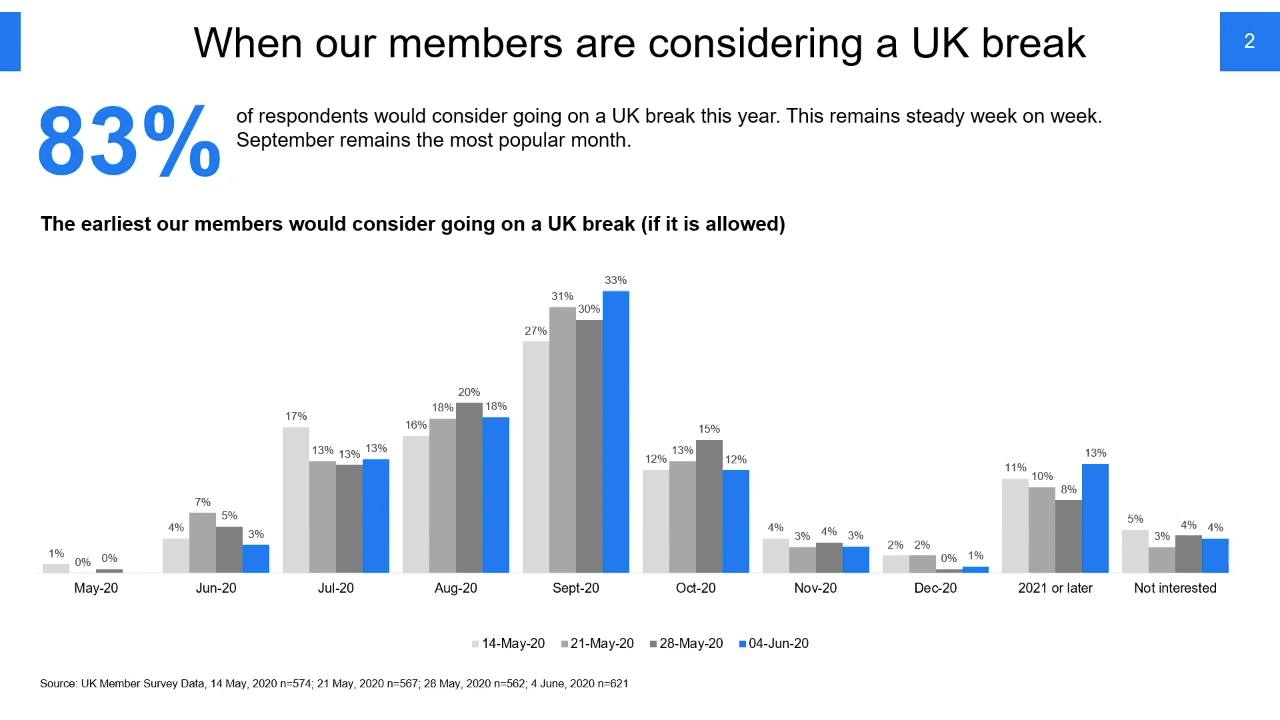 When our members are considering a UK break
2
83%
of respondents would consider going on a UK break this year. This remains steady week on week.
September remains the most popular month.
The earliest our members would consider going on a UK break (if it is allowed)
1% 0% 0%
4% 7% 5% 3%
17% 13% 13% 13%
16% 18% 20% 18%
27% 31% 30% 33%
12% 13% 15% 12%
4% 3% 4% 3%
2% 2% 0% 1%
11% 10% 8% 13%
5% 3% 4% 4%
May-20 Jun-20 Jul-20 Aug-20 Sept-20 Oct-20 Nov-20 Dec-20 2021 or later Not interested
14-May-20 21-May-20 28-May-20 04-Jun-20
Source: UK Member Survey Data, 14 May, 2020 n=574; 21 May, 2020 n=567; 28 May, 2020 n=562; 4 June, 2020 n=621